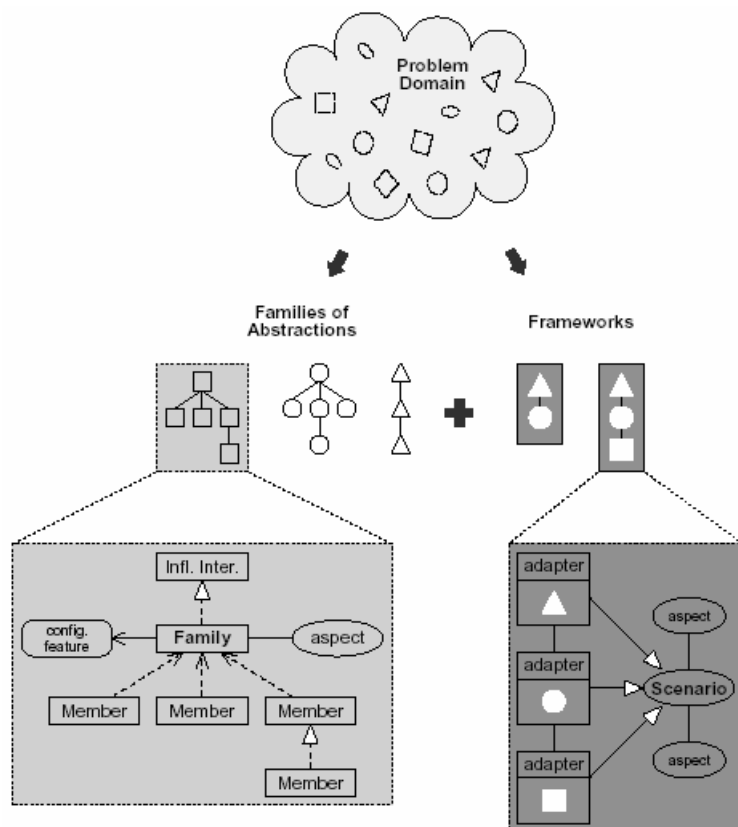 Problem
Domain
Families of
Abstractions
Frameworks
Infl. Inter.
config.
feature
Family
aspect
Member
Member
Member
Member
adapter
adapter
adapter
aspect
Scenario
aspect